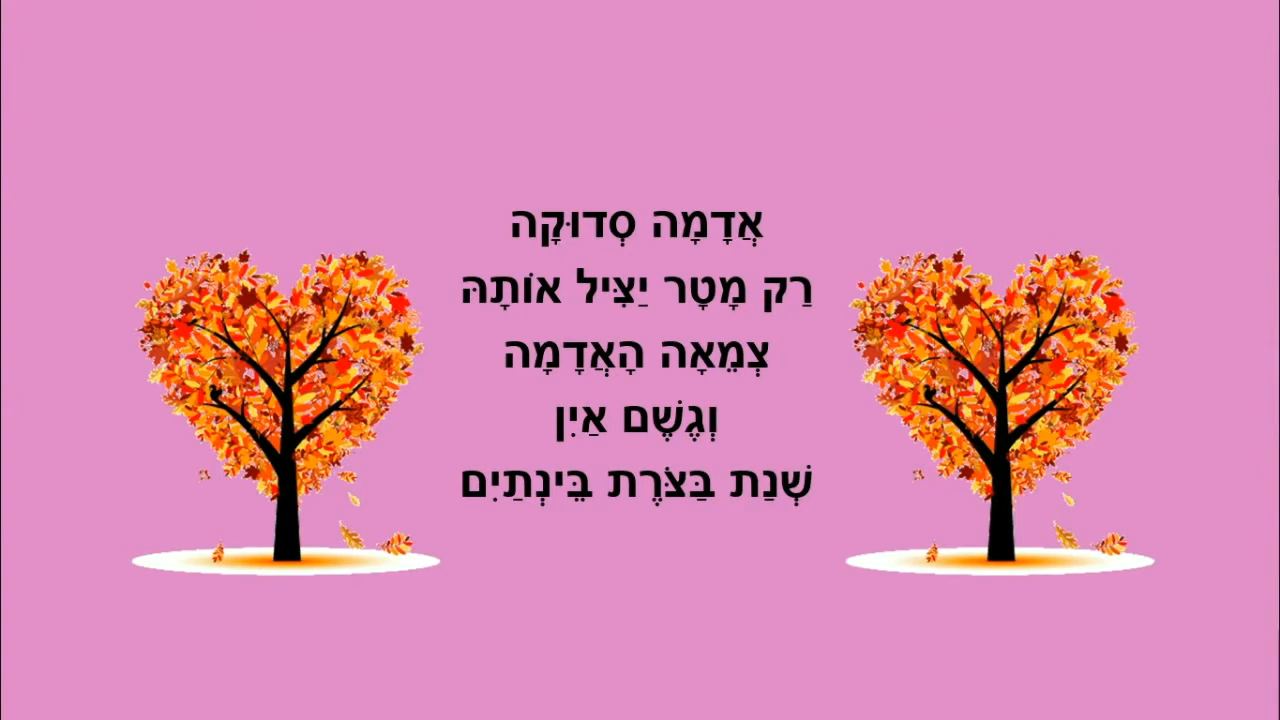 אֲדָמָה סְדוּקָּה
רַק מָטָר יַצִּיל אוֹתָהּ
צְמֵאָה הָאֲדָמָה
וְגֶשֶׁם אַיִן
שְׁנַת בַּצֹּרֶת בֵּינְתַיִם